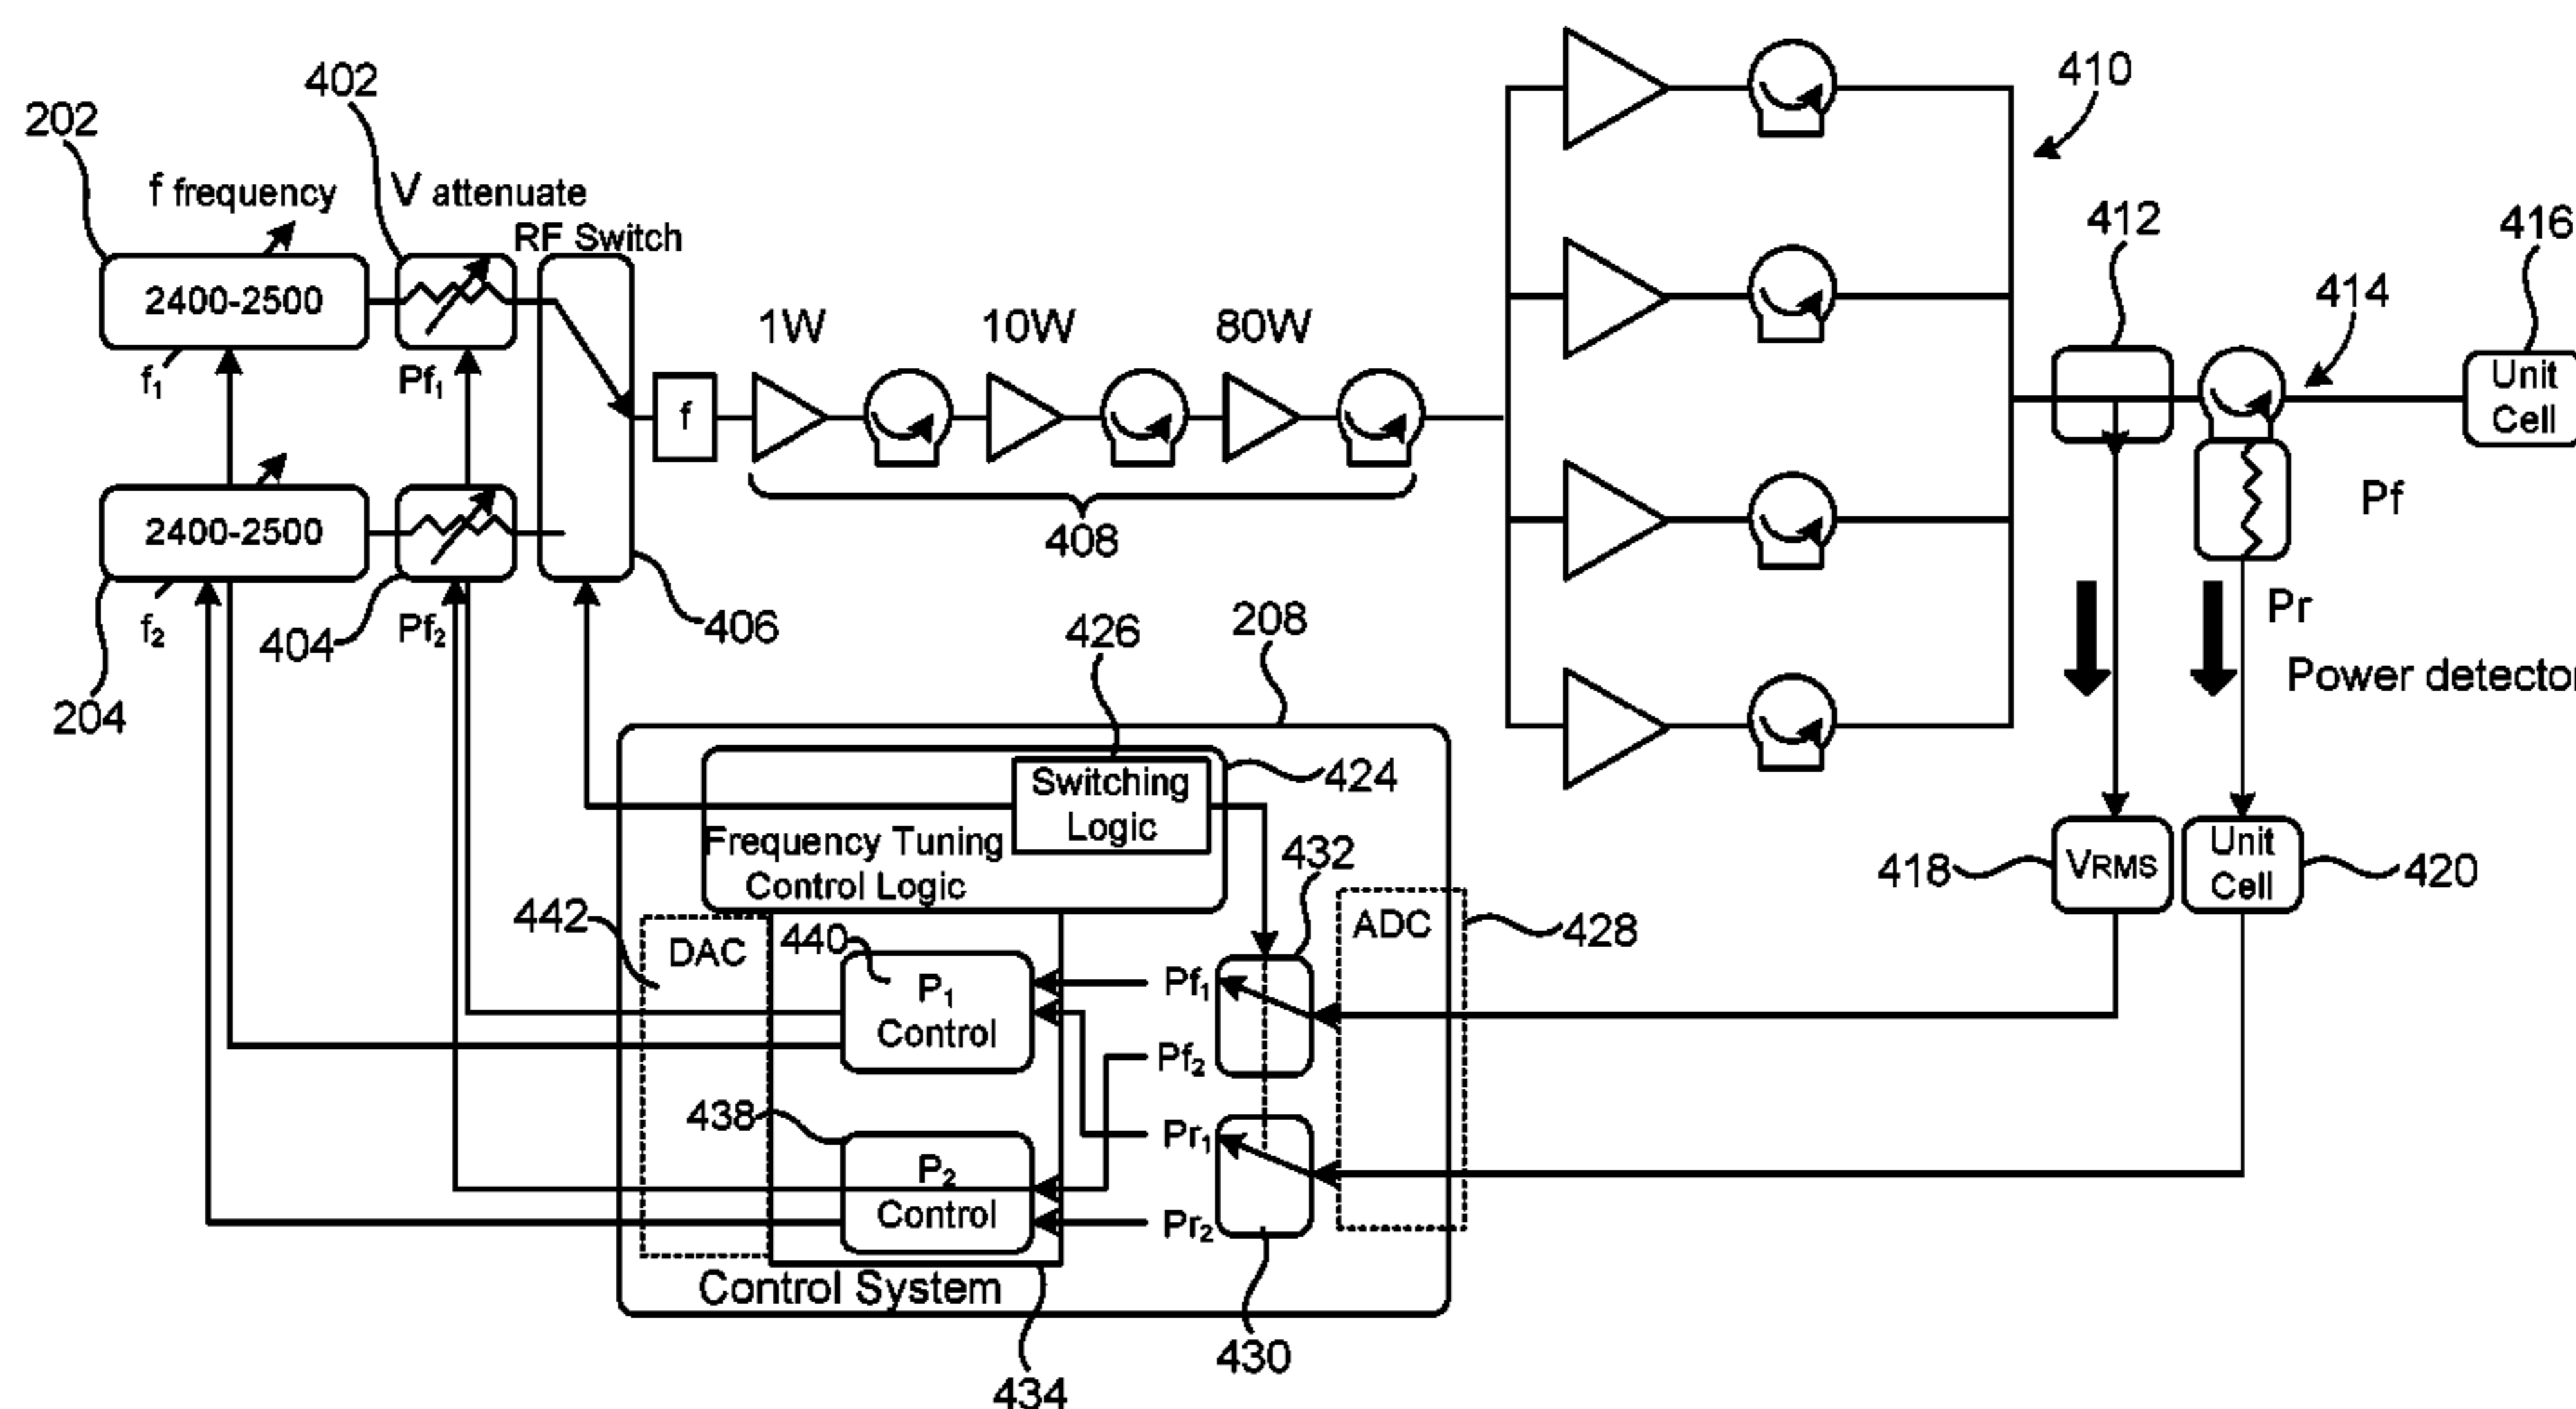 402
202
f frequency
V attenuate
RF Switch
2400-2500
f1
Pf1
2400-2500
f2
Pf2
204
404
406
f
1W
10W
80W
408
410
412
414
416
Unit
Cell
Pf
Pr
Power detector
208
426
424
Switching
Logic
Frequency Tuning
Control Logic
432
418
VRMS
Unit
Cell
420
442
DAC
440
ADC
428
P1
Control
Pf1
Pf2
438
P2
Control
Pr1
Pr2
Control System
430
434